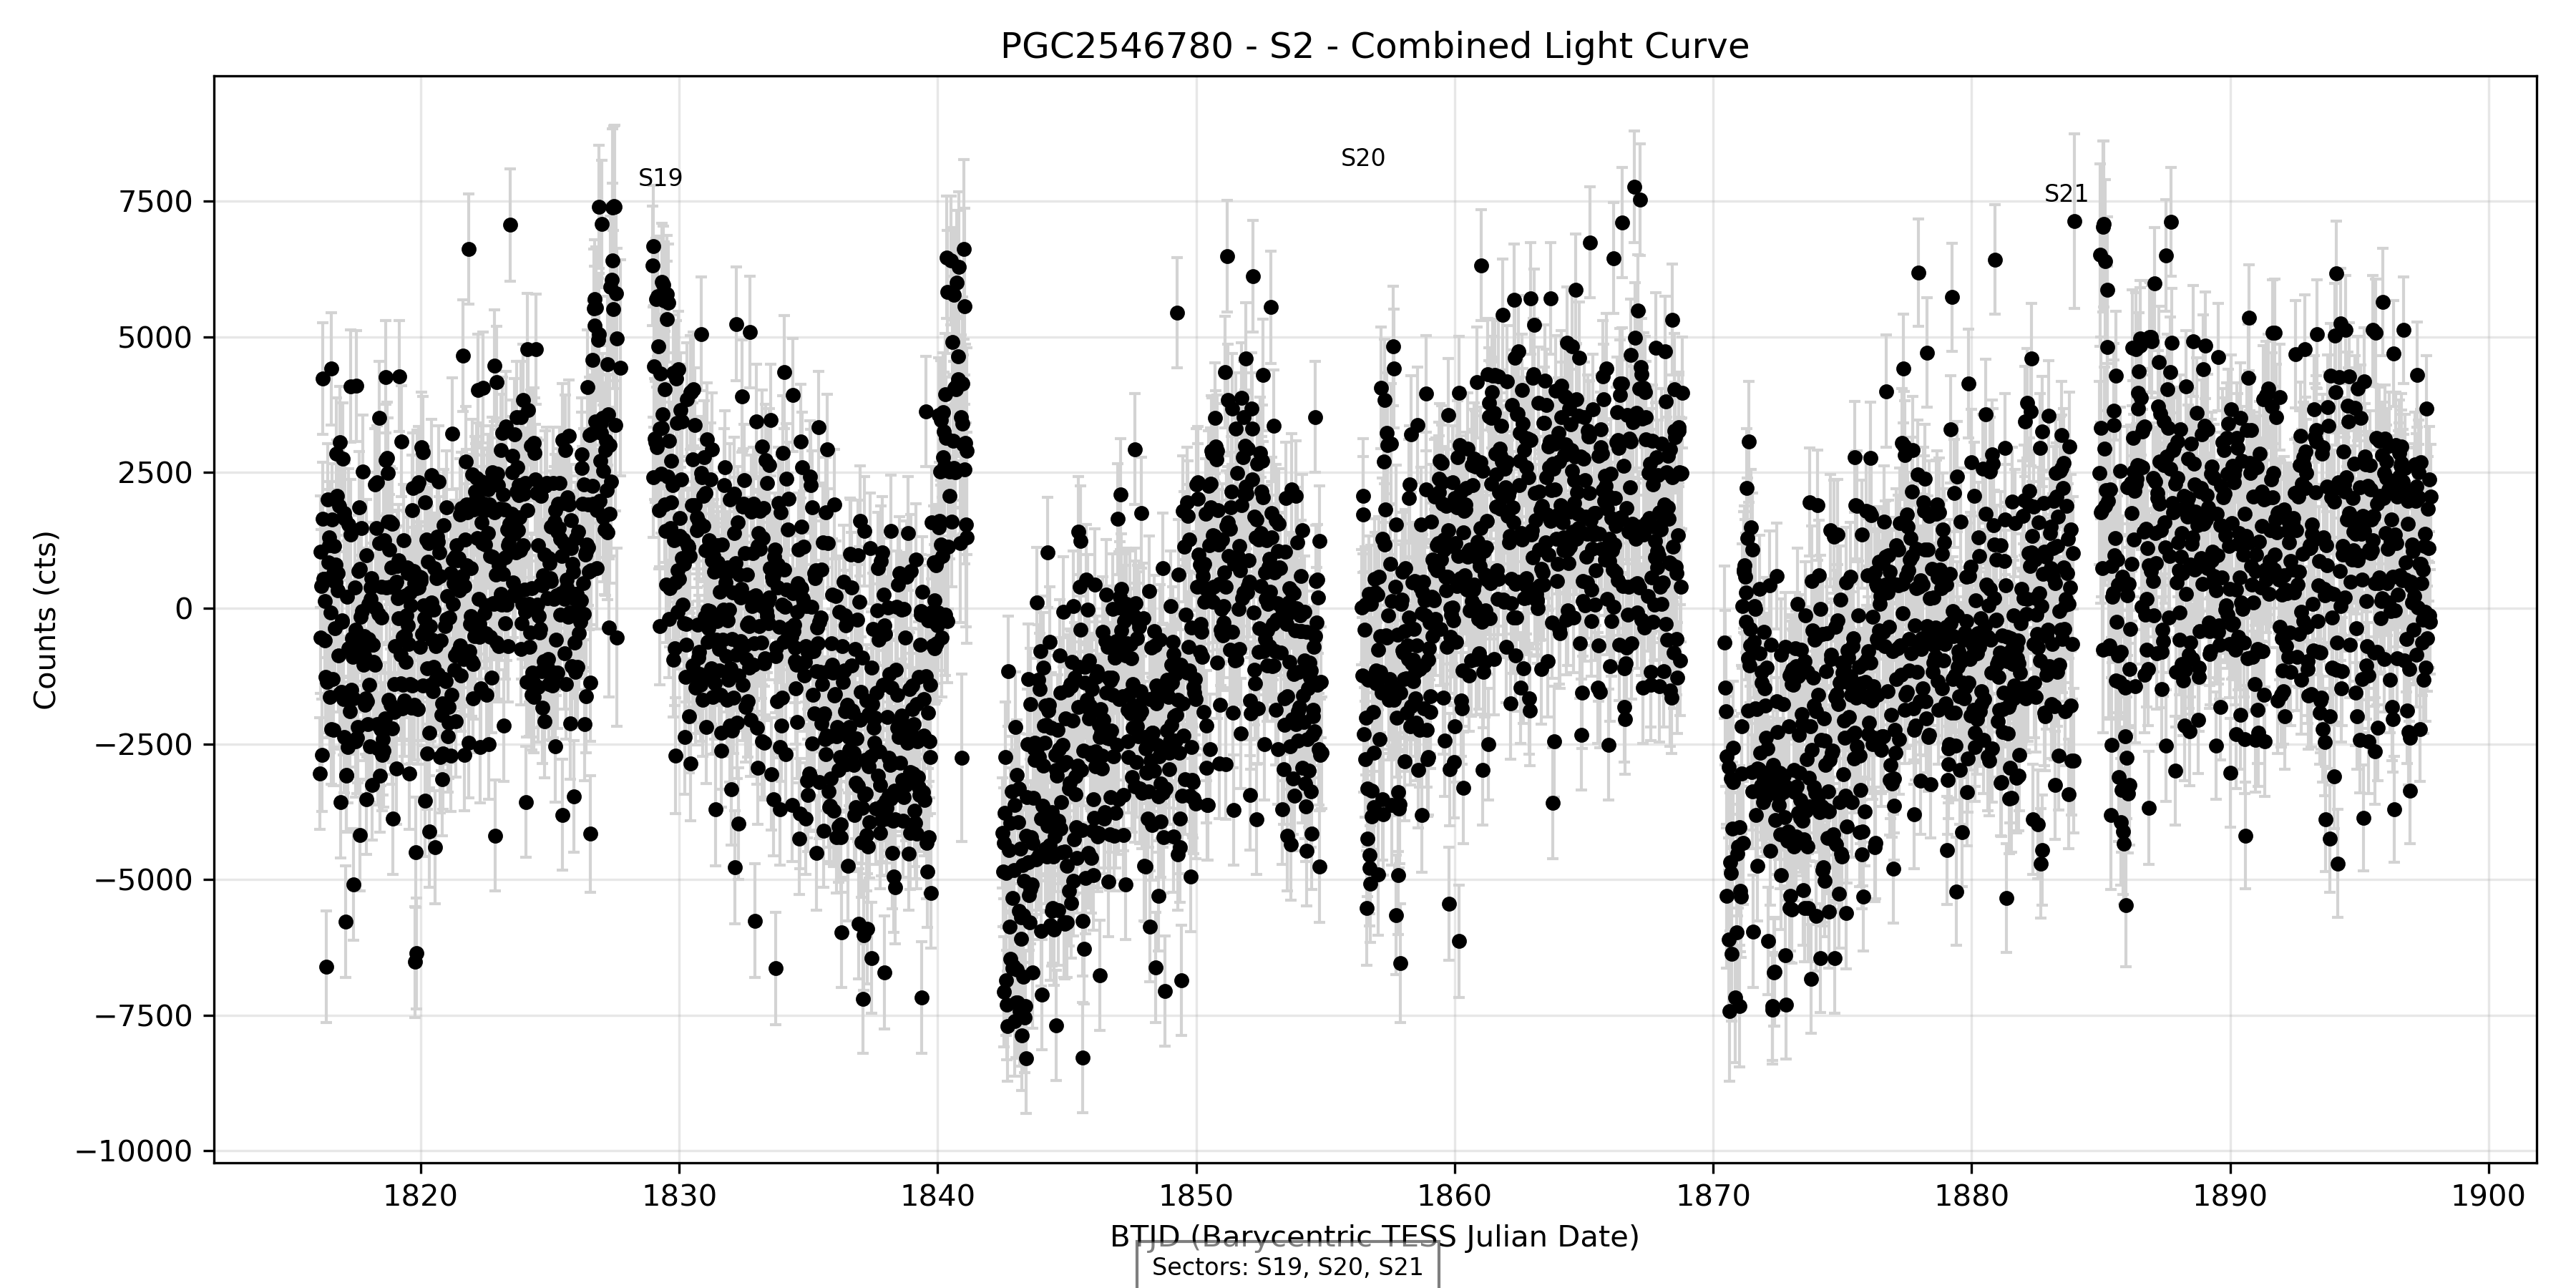 PGC2546780 - S2 - Combined Light Curve
S19
S20
S21
Counts (cts)
7500
5000
2500
0
−2500
−5000
−7500
−10000
1820 1830 1840 1850 1860 1870 1880 1890 1900
BTJD (Barycentric TESS Julian Date)
Sectors: S19, S20, S21